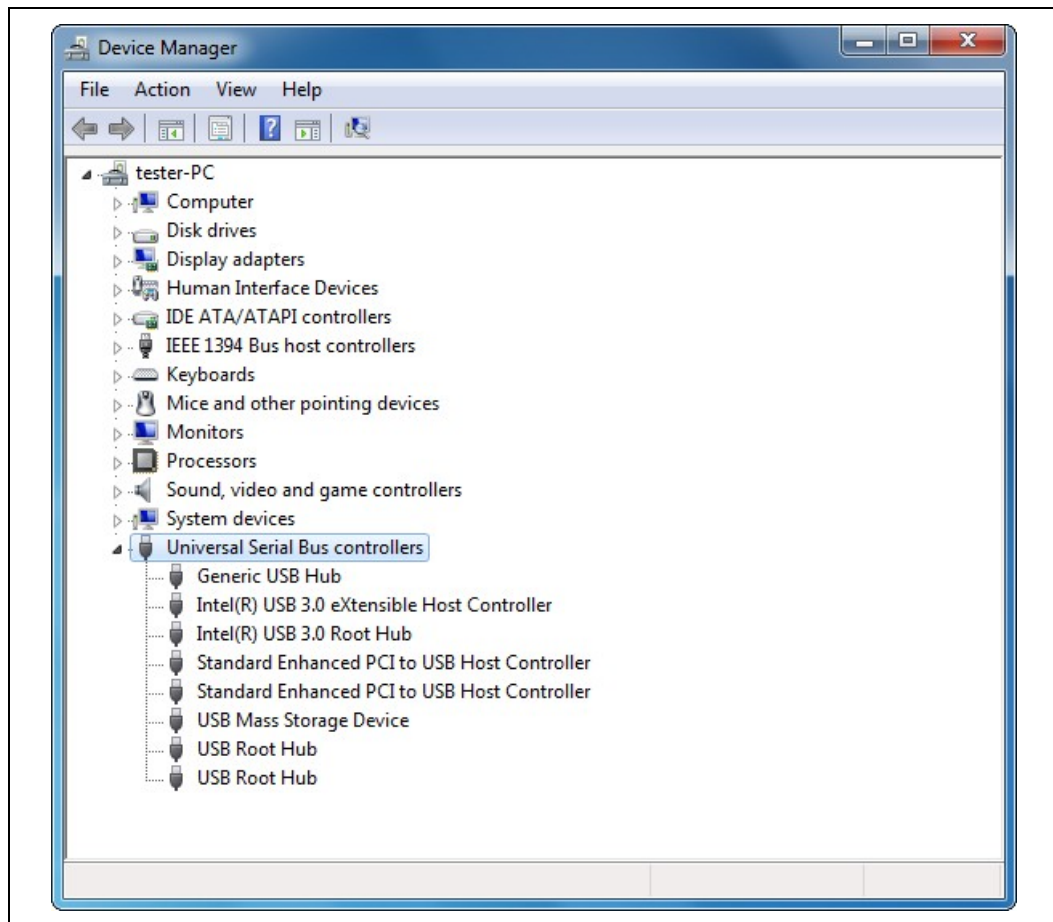 Device Manager
File Action View Help
tester-PC
Computer
Disk drives
Display adapters
Human Interface Devices
IDE ATA/ATAPI controllers
IEEE 1394 Bus host controllers
Keyboards
Mice and other pointing devices
Monitors
Processors
Sound, video and game controllers
System devices
Universal Serial Bus controllers
Generic USB Hub
Intel(R) USB 3.0 eXtensible Host Controller
Intel(R) USB 3.0 Root Hub
Standard Enhanced PCI to USB Host Controller
Standard Enhanced PCI to USB Host Controller
USB Mass Storage Device
USB Root Hub
USB Root Hub